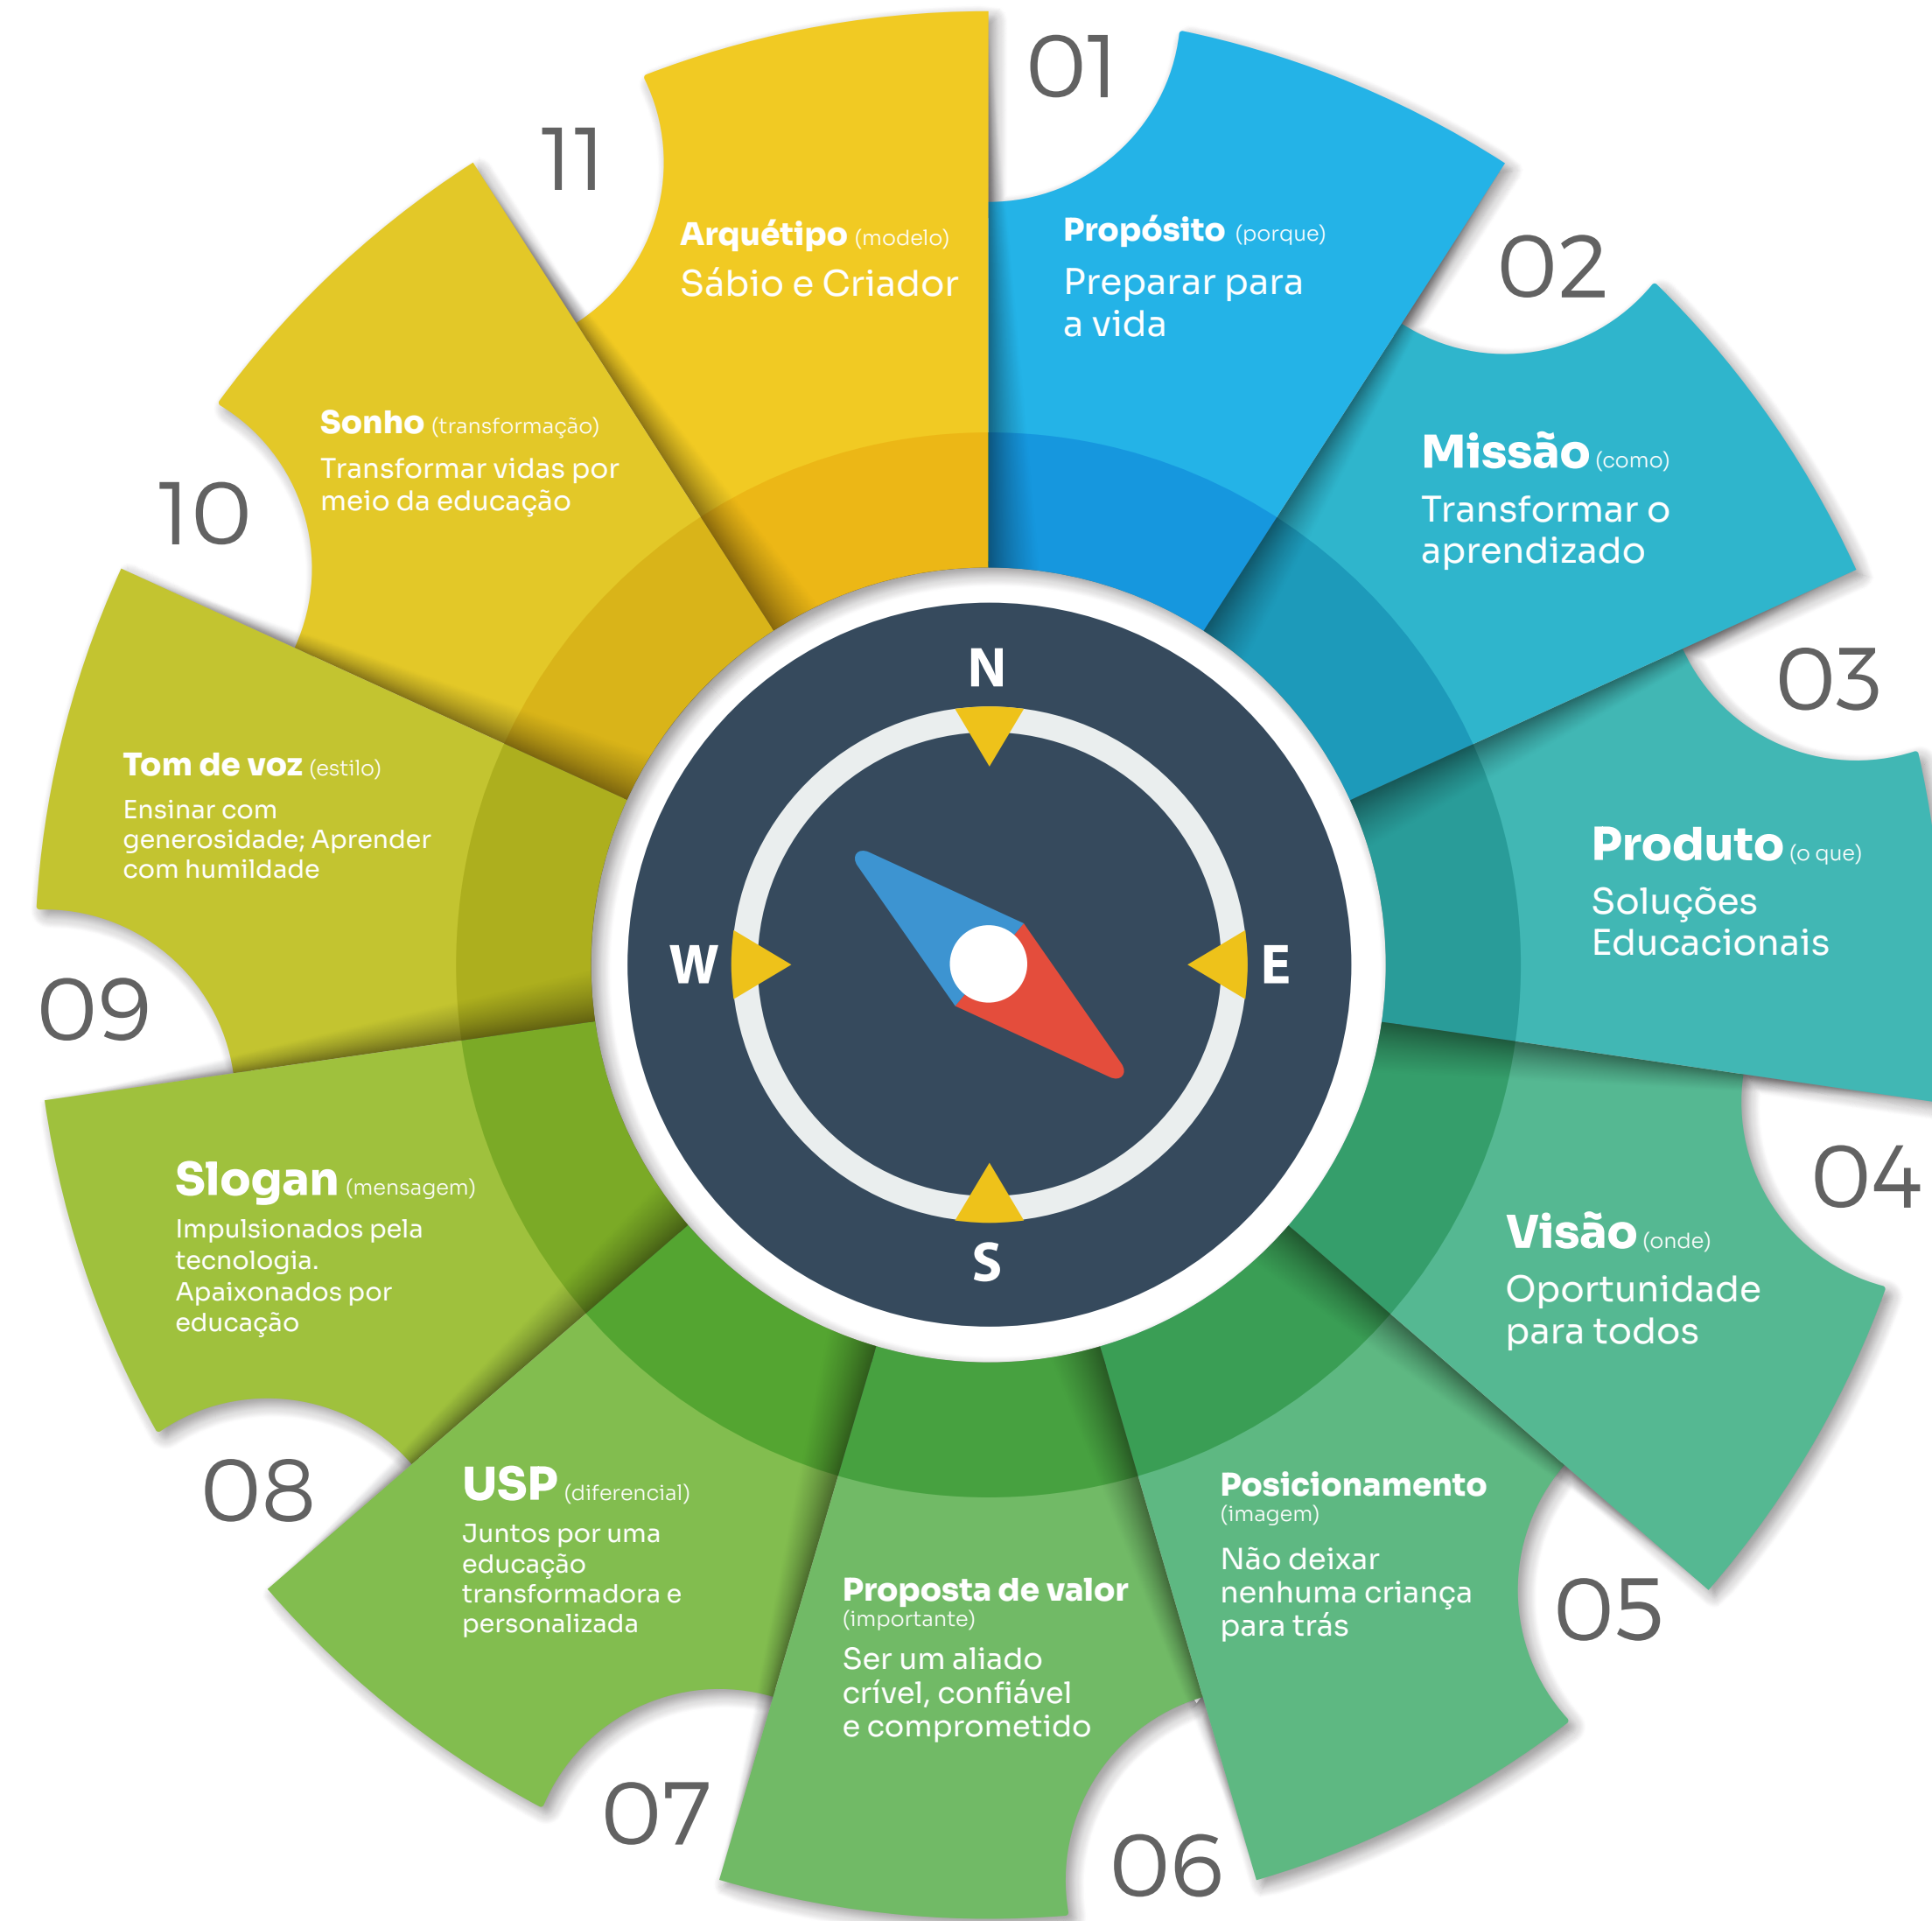 01
Propósito (porque)
Preparar para
a vida
02
Missão (como)
Transformar o
aprendizado
03
Produto (o que)
Soluções
Educacionais
04
Visão (onde)
Oportunidade
para todos
05
Posicionamento
(imagem)
Não deixar
nenhuma criança
para trás
06
Proposta de valor
(importante)
Ser um aliado
crível, confiável
e comprometido
07
USP (diferencial)
Juntos por uma
educação
transformadora e
personalizada
08
Slogan (mensagem)
Impulsionados pela
tecnologia.
Apaixonados por
educação
09
Tom de voz (estilo)
Ensinar com
generosidade; Aprender
com humildade
10
Sonho (transformação)
Transformar vidas por
meio da educação
11
Arquétipo (modelo)
Sábio e Criador
N
W
E
S